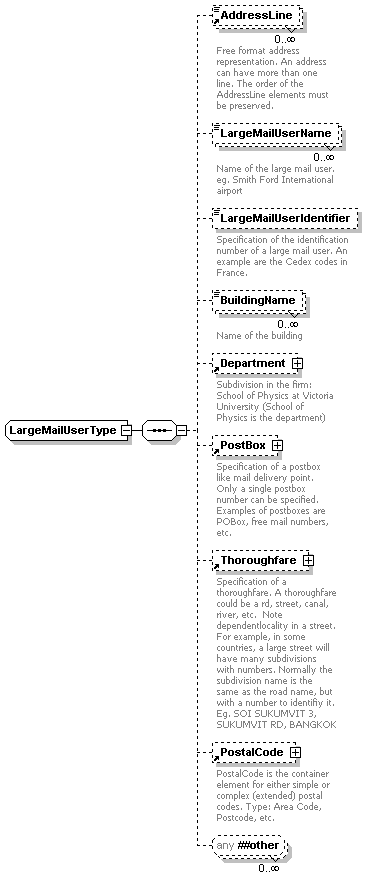 AddressLine
0..∞
Free format address
representation. An address
can have more than one
line. The order of the
AddressLine elements must
be preserved.
LargeMailUserName
0..∞
Name of the large mail user.
eg. Smith Ford International
airport
LargeMailUserIdentifier
Specification of the identification
number of a large mail user. An
example are the Cedex codes in
France.
BuildingName
0..∞
Name of the building
Department
Subdivision in the firm:
School of Physics at Victoria
University (School of
Physics is the department)
LargeMailUserType
PostBox
Specification of a postbox
like mail delivery point.
Only a single postbox
number can be specified.
Examples of postboxes are
POBox, free mail numbers,
etc.
Thoroughfare
Specification of a
thoroughfare. A thoroughfare
could be a rd, street, canal,
river, etc.  Note
dependentlocality in a street.
For example, in some
countries, a large street will
have many subdivisions
with numbers. Normally the
subdivision name is the
same as the road name, but
with a number to identifiy it.
Eg. SOI SUKUMVIT 3,
SUKUMVIT RD, BANGKOK
PostalCode
PostalCode is the container
element for either simple or
complex (extended) postal
codes. Type: Area Code,
Postcode, etc.
any ##other
0..∞